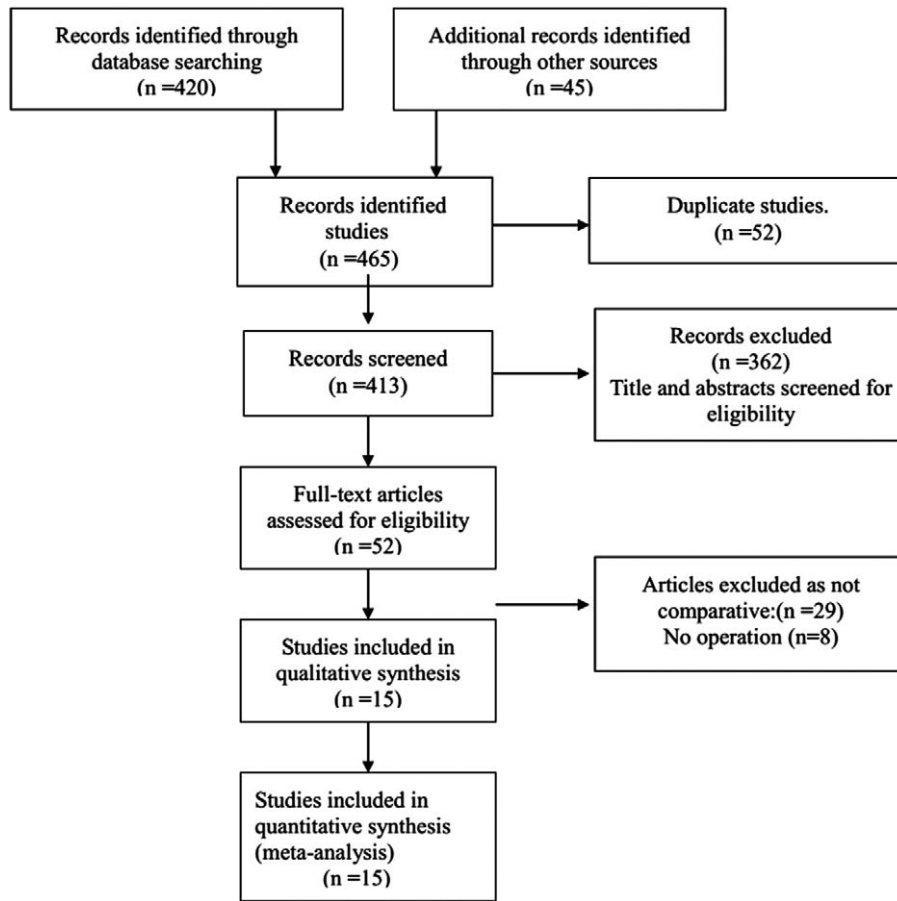 Records identified through
database searching
(n =420)
Additional records identified
through other sources
(n =45)
Records identified
studies
(n =465)
Duplicate studies.
(n =52)
Records screened
(n =413)
Records excluded
(n =362)
Title and abstracts screened for
eligibility
Full-text articles
assessed for eligibility
(n =52)
Articles excluded as not
comparative:(n =29)
No operation (n=8)
Studies included in
qualitative synthesis
(n =15)
Studies included in
quantitative synthesis
(meta-analysis)
(n =15)